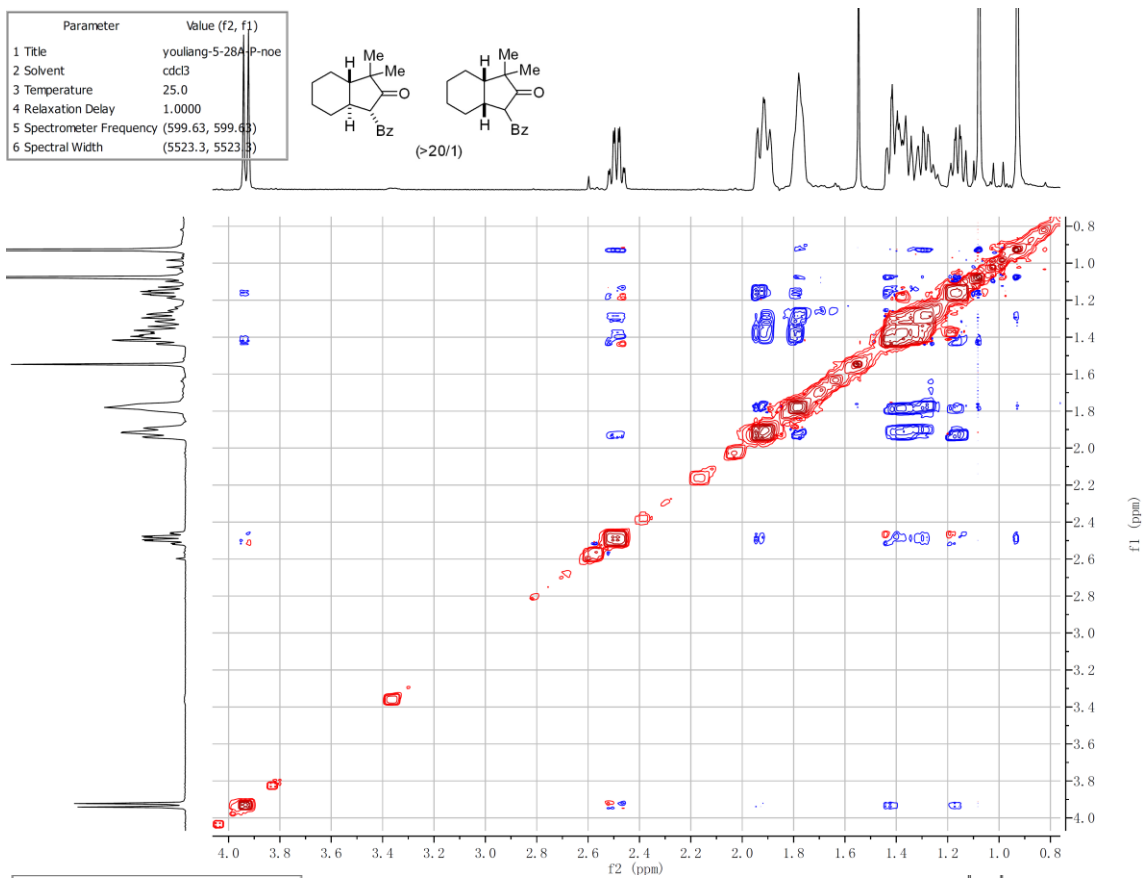 Parameter Value (f2, f1)
1 Title youliang-5-28A-P-noe
2 Solvent cdcl3
3 Temperature 25.0
4 Relaxation Delay 1.0000
5 Spectrometer Frequency (599.63, 599.63)
6 Spectral Width (5523.3, 5523.3)
H Me
Me
O
H Bz
H Me
Me
O
H Bz
(>20/1)
0.8
1.0
1.2
1.4
1.6
1.8
2.0
2.2
2.4
2.6
2.8
3.0
3.2
3.4
3.6
3.8
4.0
f1 (ppm)
4.0 3.8 3.6 3.4 3.2 3.0 2.8 2.6 2.4 2.2 2.0 1.8 1.6 1.4 1.2 1.0 0.8
f2 (ppm)